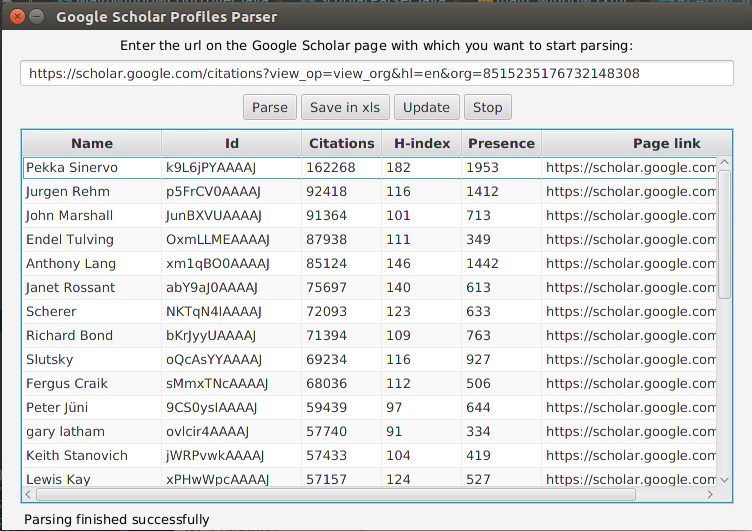 Google Scholar Profiles Parser
Enter the url on the Google Scholar page with which you want to start parsing:
https://scholar.google.com/citations?view_op=view_org&hl=en&org=8515235176732148308
Parse Save in xls Update Stop
Name Id Citations H-index Presence Page link
Pekka Sinervo k9L6jPYAAAAJ 162268 182 1953 https://scholar.google.com
Jurgen Rehm p5FrCV0AAAAJ 92418 116 1412 https://scholar.google.com
John Marshall JunBXVUAAAAJ 91364 101 713 https://scholar.google.com
Endel Tulving OxmLLMEAAAAJ 87938 111 349 https://scholar.google.com
Anthony Lang xm1qBO0AAAAJ 85124 146 1442 https://scholar.google.com
Janet Rossant abY9aJ0AAAAJ 75697 140 613 https://scholar.google.com
Scherer NKTqN4IAAAAJ 72093 123 633 https://scholar.google.com
Richard Bond bKrJyyUAAAAJ 71394 109 763 https://scholar.google.com
Slutsky oQcAsYYAAAAJ 69234 116 927 https://scholar.google.com
Fergus Craik sMmxTNcAAAAJ 68036 112 506 https://scholar.google.com
Peter Jüni 9CS0yslAAAAJ 59439 97 644 https://scholar.google.com
gary latham ovlcir4AAAAJ 57740 91 334 https://scholar.google.com
Keith Stanovich jWRPvwkAAAAJ 57433 104 419 https://scholar.google.com
Lewis Kay xPHwWpcAAAAJ 57157 124 527 https://scholar.google.com
Parsing finished successfully